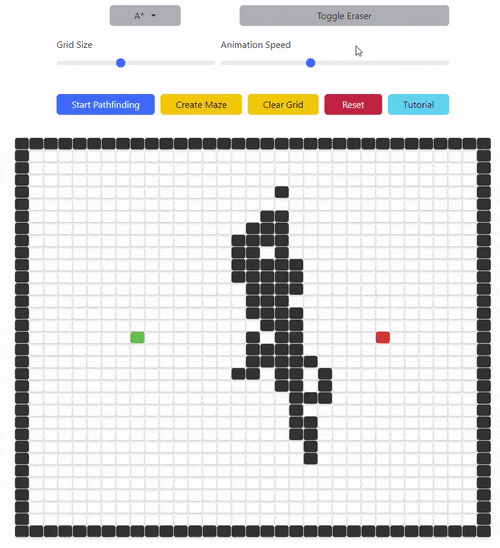 A*
Toggle Eraser
Grid Size
Animation Speed
Start Pathfinding
Create Maze
Clear Grid
Reset
Tutorial